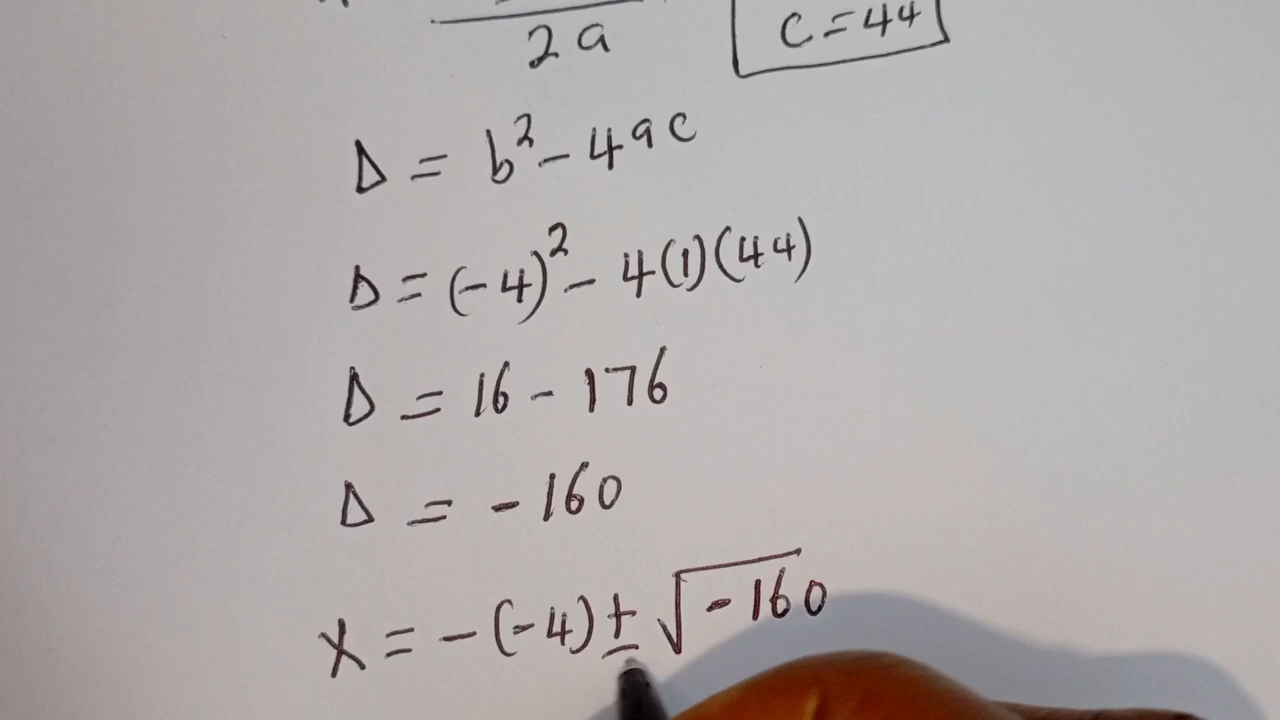 2a
c = 44
Δ = b² - 4ac
Δ = (-4)² - 4(1)(44)
Δ = 16 - 176
Δ = -160
x = -(-4) ± √-160